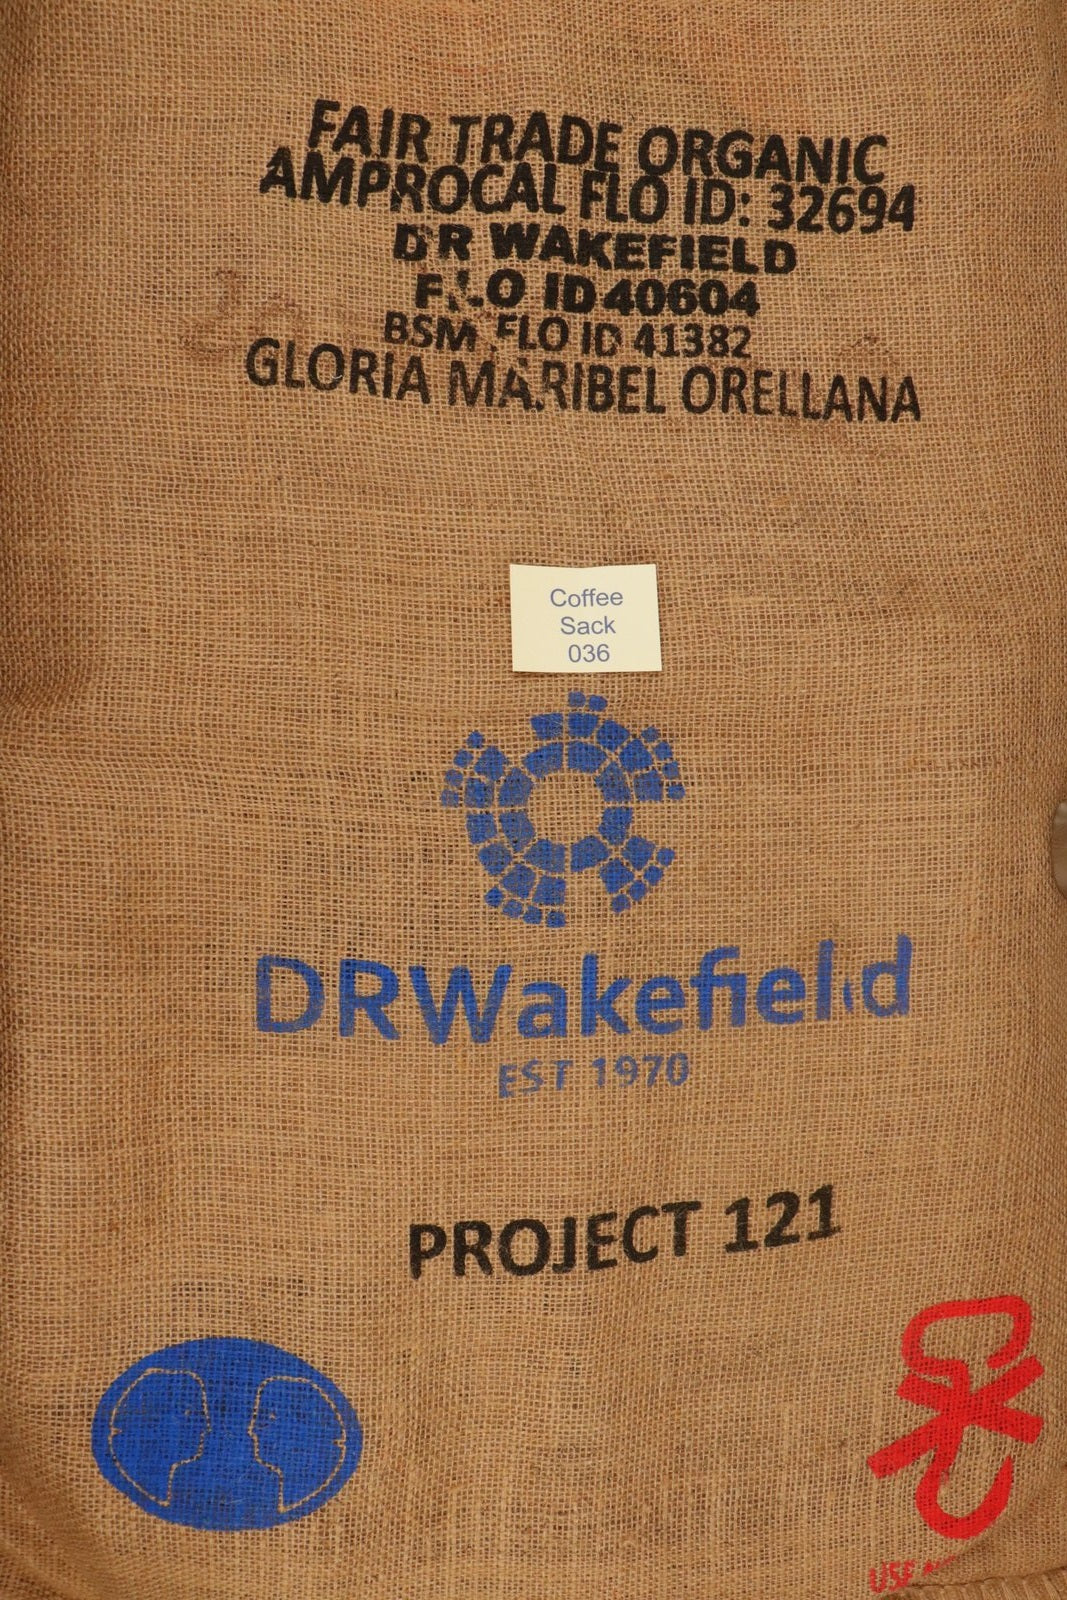 FAIR TRADE ORGANIC
AMPROCAL FLO ID: 32694
DR WAKEFIELD
FLO ID 40604
BSM FLO ID 41382
GLORIA MARIBEL ORELLANA
Coffee
Sack
036
DRWakefield
EST 1970
PROJECT 121
USE